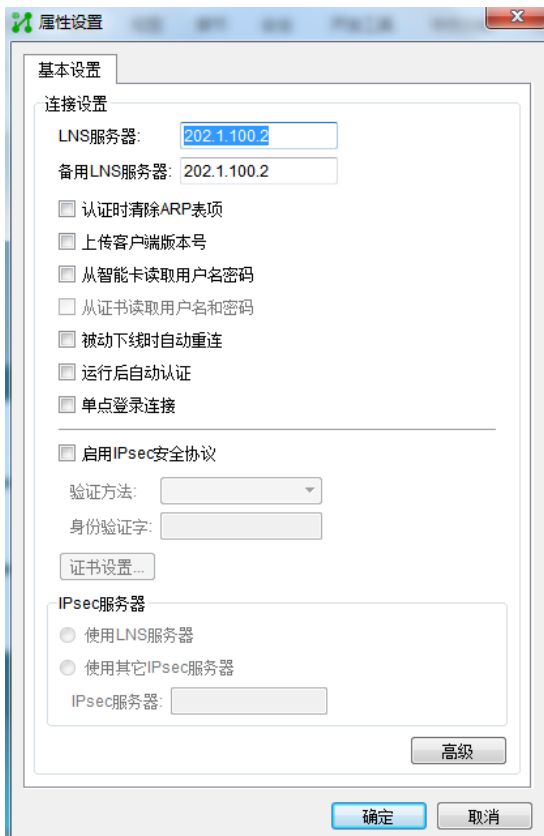 属性设置
基本设置
连接设置
LNS服务器: 202.1.100.2
备用LNS服务器: 202.1.100.2
认证时清除ARP表项
上传客户端版本号
从智能卡读取用户名密码
从证书读取用户名和密码
被动下线时自动重连
运行后自动认证
单点登录连接
启用IPsec安全协议
验证方法:
身份验证字:
证书设置...
IPsec服务器
使用LNS服务器
使用其它IPsec服务器
IPsec服务器:
高级
确定 取消